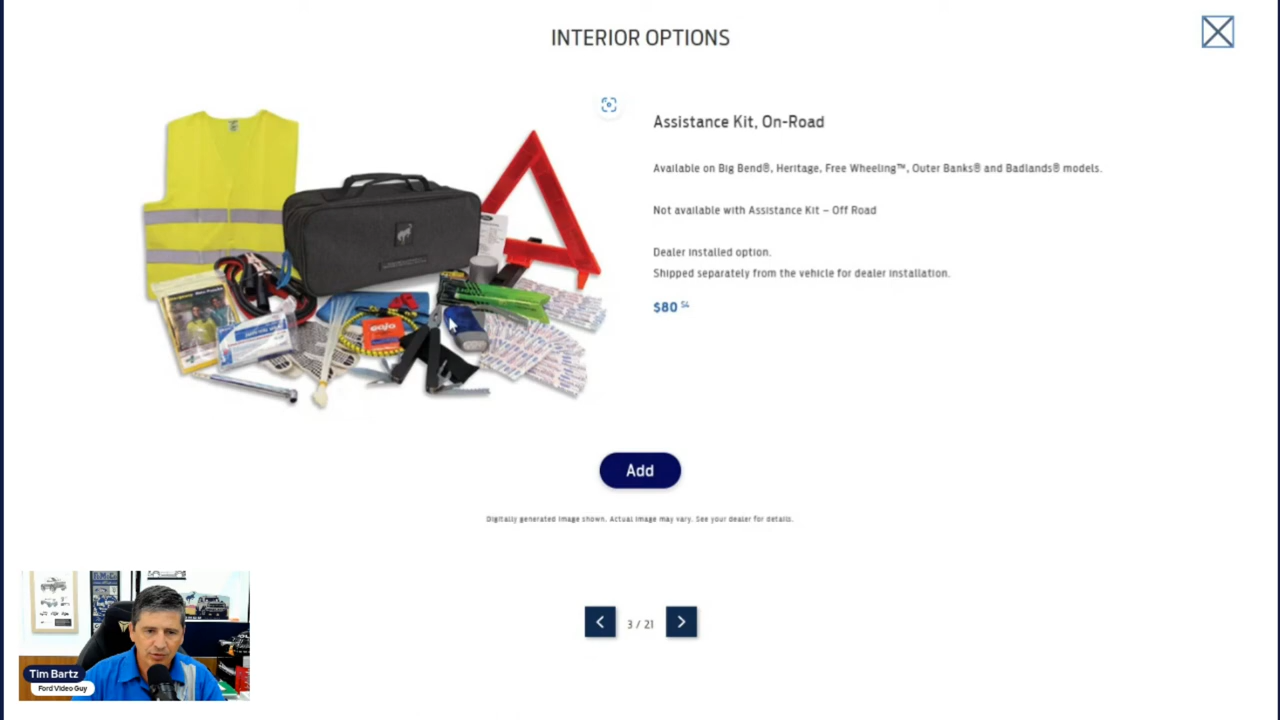 INTERIOR OPTIONS
Assistance Kit, On-Road
Available on Big Bend®, Heritage, Free Wheeling™, Outer Banks® and Badlands® models.
Not available with Assistance Kit – Off Road
Dealer installed option.
Shipped separately from the vehicle for dealer installation.
$80 54
GOJO
Add
Digitally generated image shown. Actual image may vary. See your dealer for details.
3 / 21
Tim Bartz
Ford Video Guy